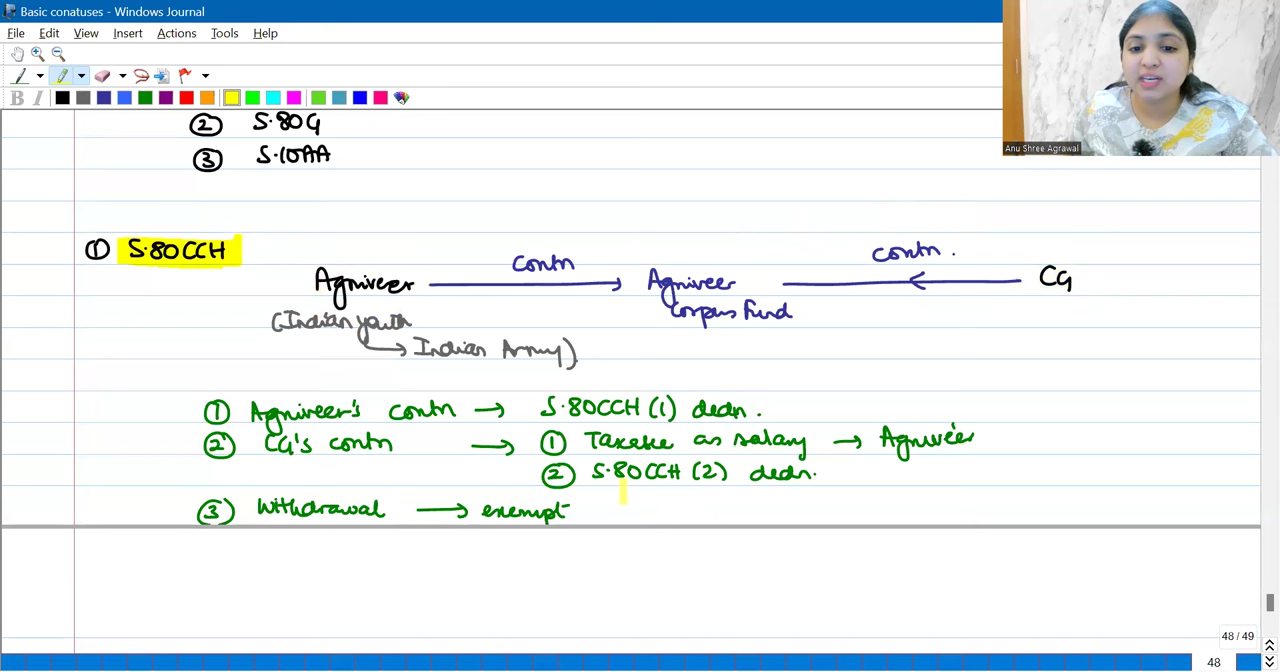 Basic conatuses - Windows Journal
File Edit View Insert Actions Tools Help
B I
Anu Shree Agrawal
② S.80G
③ S.10AA
① S.80CCH
Agniveer contn Agniveer Corpus Fund contn. CG
(Indian youth
Indian Army)
① Agniveer's contn → S.80CCH (1) dedn.
② CG's contn → ① Taxable as salary → Agniveer
② S.80CCH (2) dedn.
③ Withdrawal → exempt
48 / 49
48